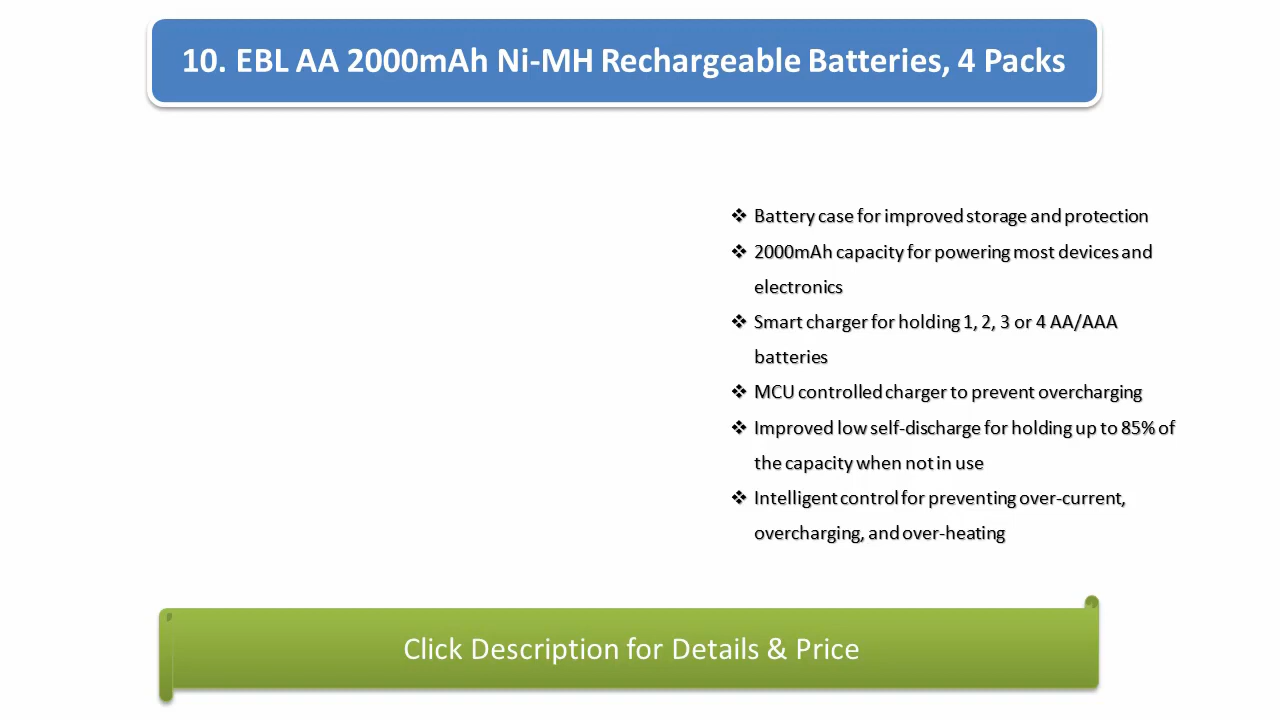 10. EBL AA 2000mAh Ni-MH Rechargeable Batteries, 4 Packs
❖ Battery case for improved storage and protection
❖ 2000mAh capacity for powering most devices and
electronics
❖ Smart charger for holding 1, 2, 3 or 4 AA/AAA
batteries
❖ MCU controlled charger to prevent overcharging
❖ Improved low self-discharge for holding up to 85% of
the capacity when not in use
❖ Intelligent control for preventing over-current,
overcharging, and over-heating
Click Description for Details & Price